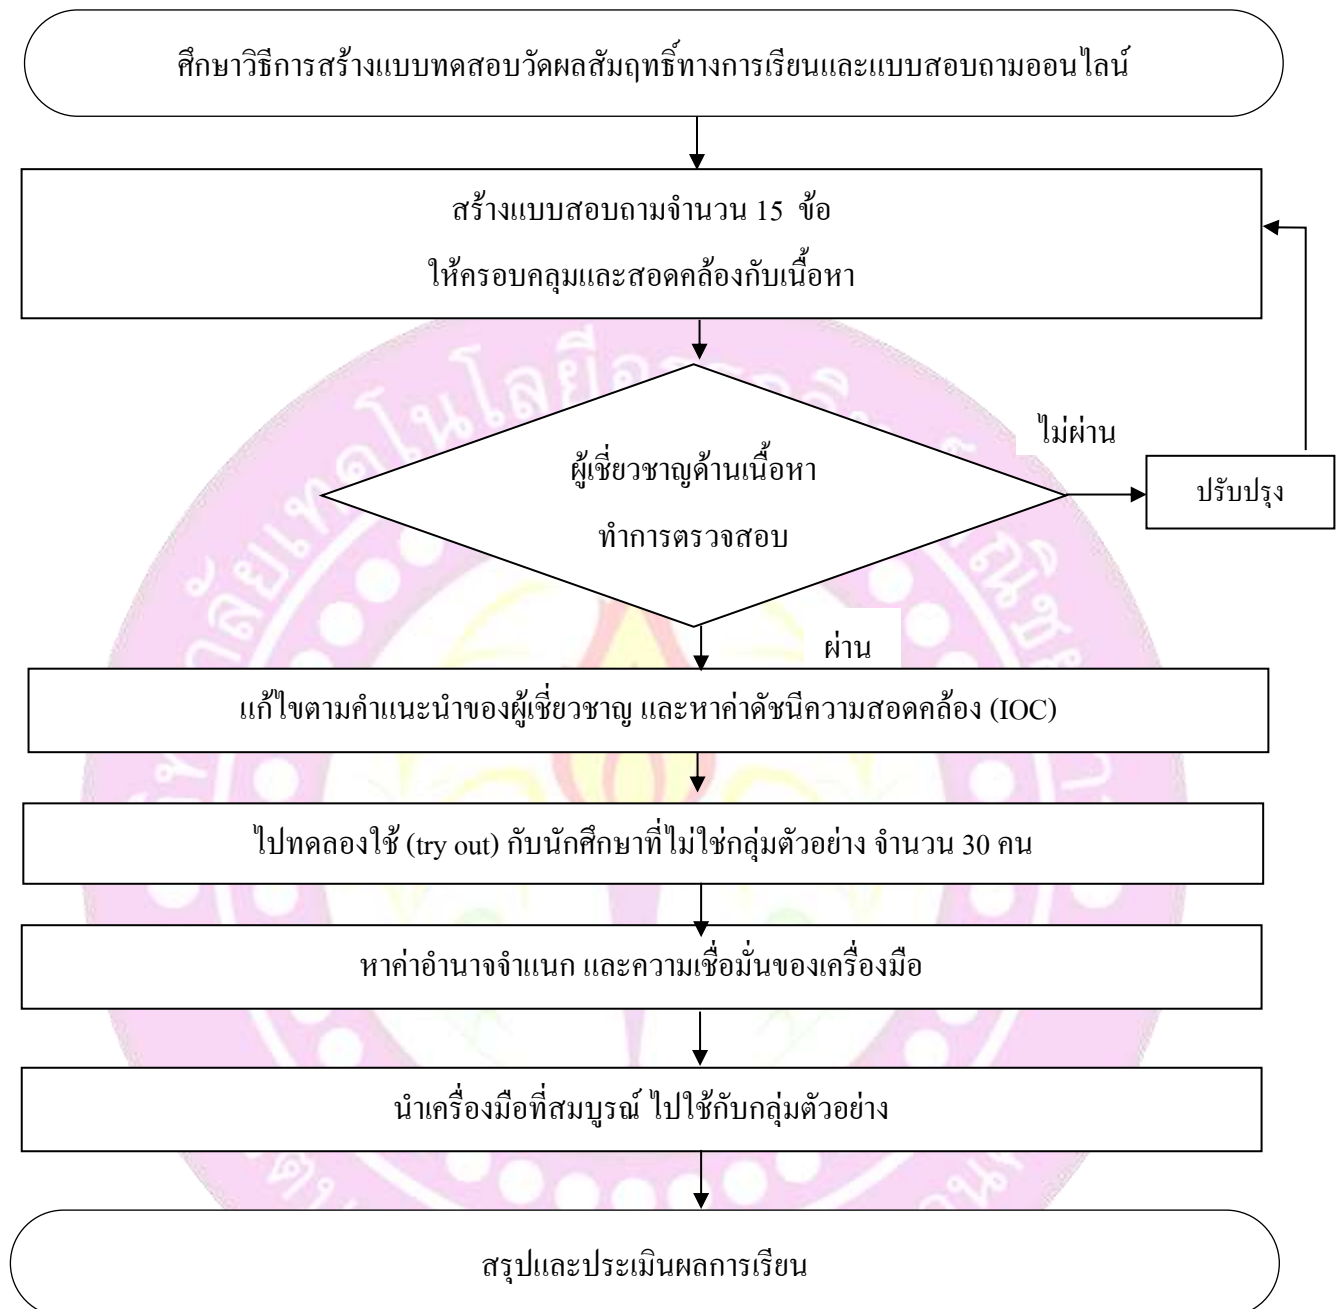 ศึกษาวิธีการสร้างแบบทดสอบวัดผลสัมฤทธิ์ทางการเรียนและแบบสอบถามออนไลน์
สร้างแบบสอบถามจำนวน 15 ข้อ
ให้ครอบคลุมและสอดคล้องกับเนื้อหา
ผู้เชี่ยวชาญด้านเนื้อหา
ทำการตรวจสอบ
ไม่ผ่าน
ปรับปรุง
ผ่าน
แก้ไขตามคำแนะนำของผู้เชี่ยวชาญ และหาค่าดัชนีความสอดคล้อง (IOC)
ไปทดลองใช้ (try out) กับนักศึกษาที่ไม่ใช่กลุ่มตัวอย่าง จำนวน 30 คน
หาค่าอำนาจจำแนก และความเชื่อมั่นของเครื่องมือ
นำเครื่องมือที่สมบูรณ์ ไปใช้กับกลุ่มตัวอย่าง
สรุปและประเมินผลการเรียน